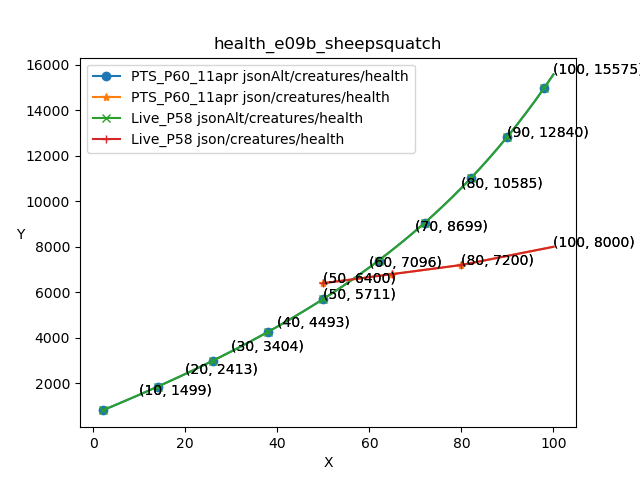 health_e09b_sheepsquatch
PTS_P60_11apr jsonAlt/creatures/health
PTS_P60_11apr json/creatures/health
Live_P58 jsonAlt/creatures/health
Live_P58 json/creatures/health
16000
14000
12000
10000
8000
6000
4000
2000
Y
(100, 15575)
(90, 12840)
(80, 10585)
(70, 8699)
(100, 8000)
(60, 7096)
(80, 7200)
(50, 6400)
(50, 5711)
(40, 4493)
(30, 3404)
(20, 2413)
(10, 1499)
0 20 40 60 80 100
X